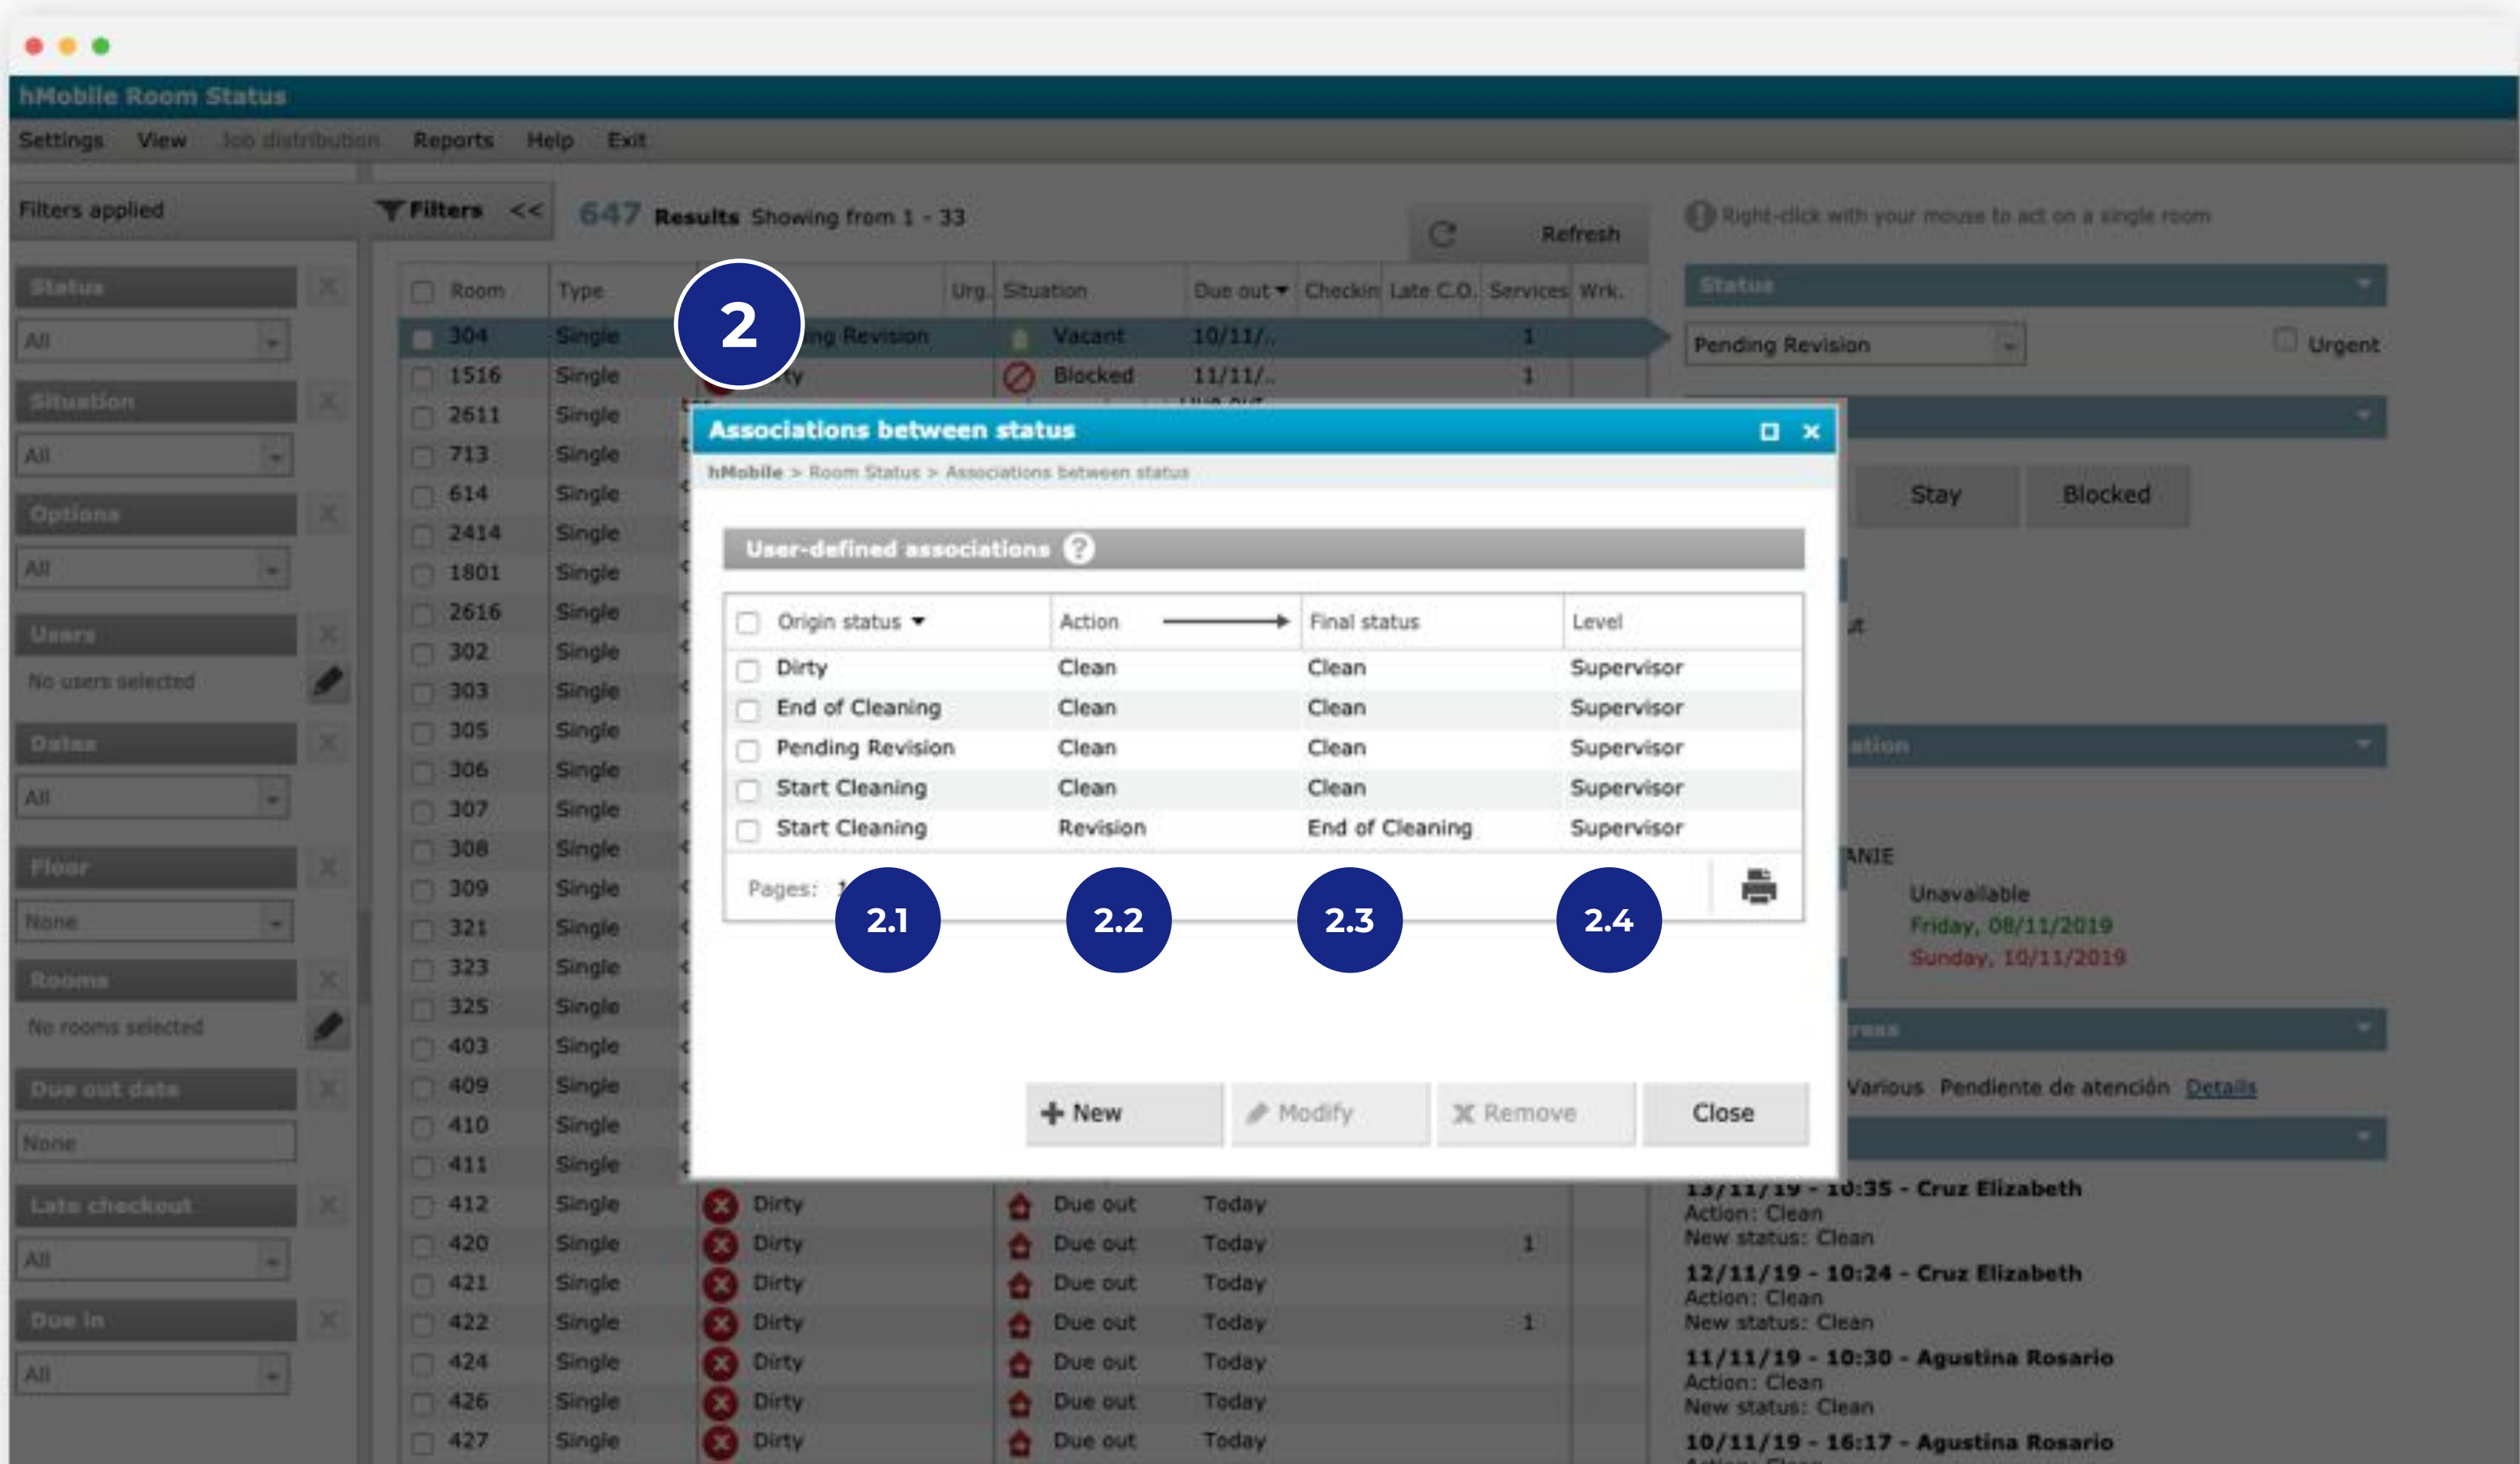 hMobile Room Status
Settings View Job distribution Reports Help Exit
Filters applied
Filters <<
647 Results Showing from 1 - 33
Refresh
Right-click with your mouse to act on a single room
Status
All
Situation
All
Options
All
Users
No users selected
Dates
All
Floor
None
Rooms
No rooms selected
Due out date
None
Late checkout
All
Due in
All
Room Type Urg. Situation Due out Checkin Late C.O. Services Wrk.
304 Single ng Revision Vacant 10/11/.. 1
1516 Single ty Blocked 11/11/.. 1
2611 Single
713 Single
614 Single
2414 Single
1801 Single
2616 Single
302 Single
303 Single
305 Single
306 Single
307 Single
308 Single
309 Single
321 Single
323 Single
325 Single
403 Single
409 Single
410 Single
411 Single
412 Single Dirty Due out Today
420 Single Dirty Due out Today 1
421 Single Dirty Due out Today
422 Single Dirty Due out Today 1
424 Single Dirty Due out Today
426 Single Dirty Due out Today
427 Single Dirty Due out Today
2
Associations between status
hMobile > Room Status > Associations between status
User-defined associations ?
Origin status Action Final status Level
Dirty Clean Clean Supervisor
End of Cleaning Clean Clean Supervisor
Pending Revision Clean Clean Supervisor
Start Cleaning Clean Clean Supervisor
Start Cleaning Revision End of Cleaning Supervisor
Pages:
2.1 2.2 2.3 2.4
New Modify Remove Close
Status
Pending Revision Urgent
Stay Blocked
ation
ANIE
Unavailable
Friday, 08/11/2019
Sunday, 10/11/2019
Various Pendiente de atención Details
13/11/19 - 10:35 - Cruz Elizabeth
Action: Clean
New status: Clean
12/11/19 - 10:24 - Cruz Elizabeth
Action: Clean
New status: Clean
11/11/19 - 10:30 - Agustina Rosario
Action: Clean
New status: Clean
10/11/19 - 16:17 - Agustina Rosario